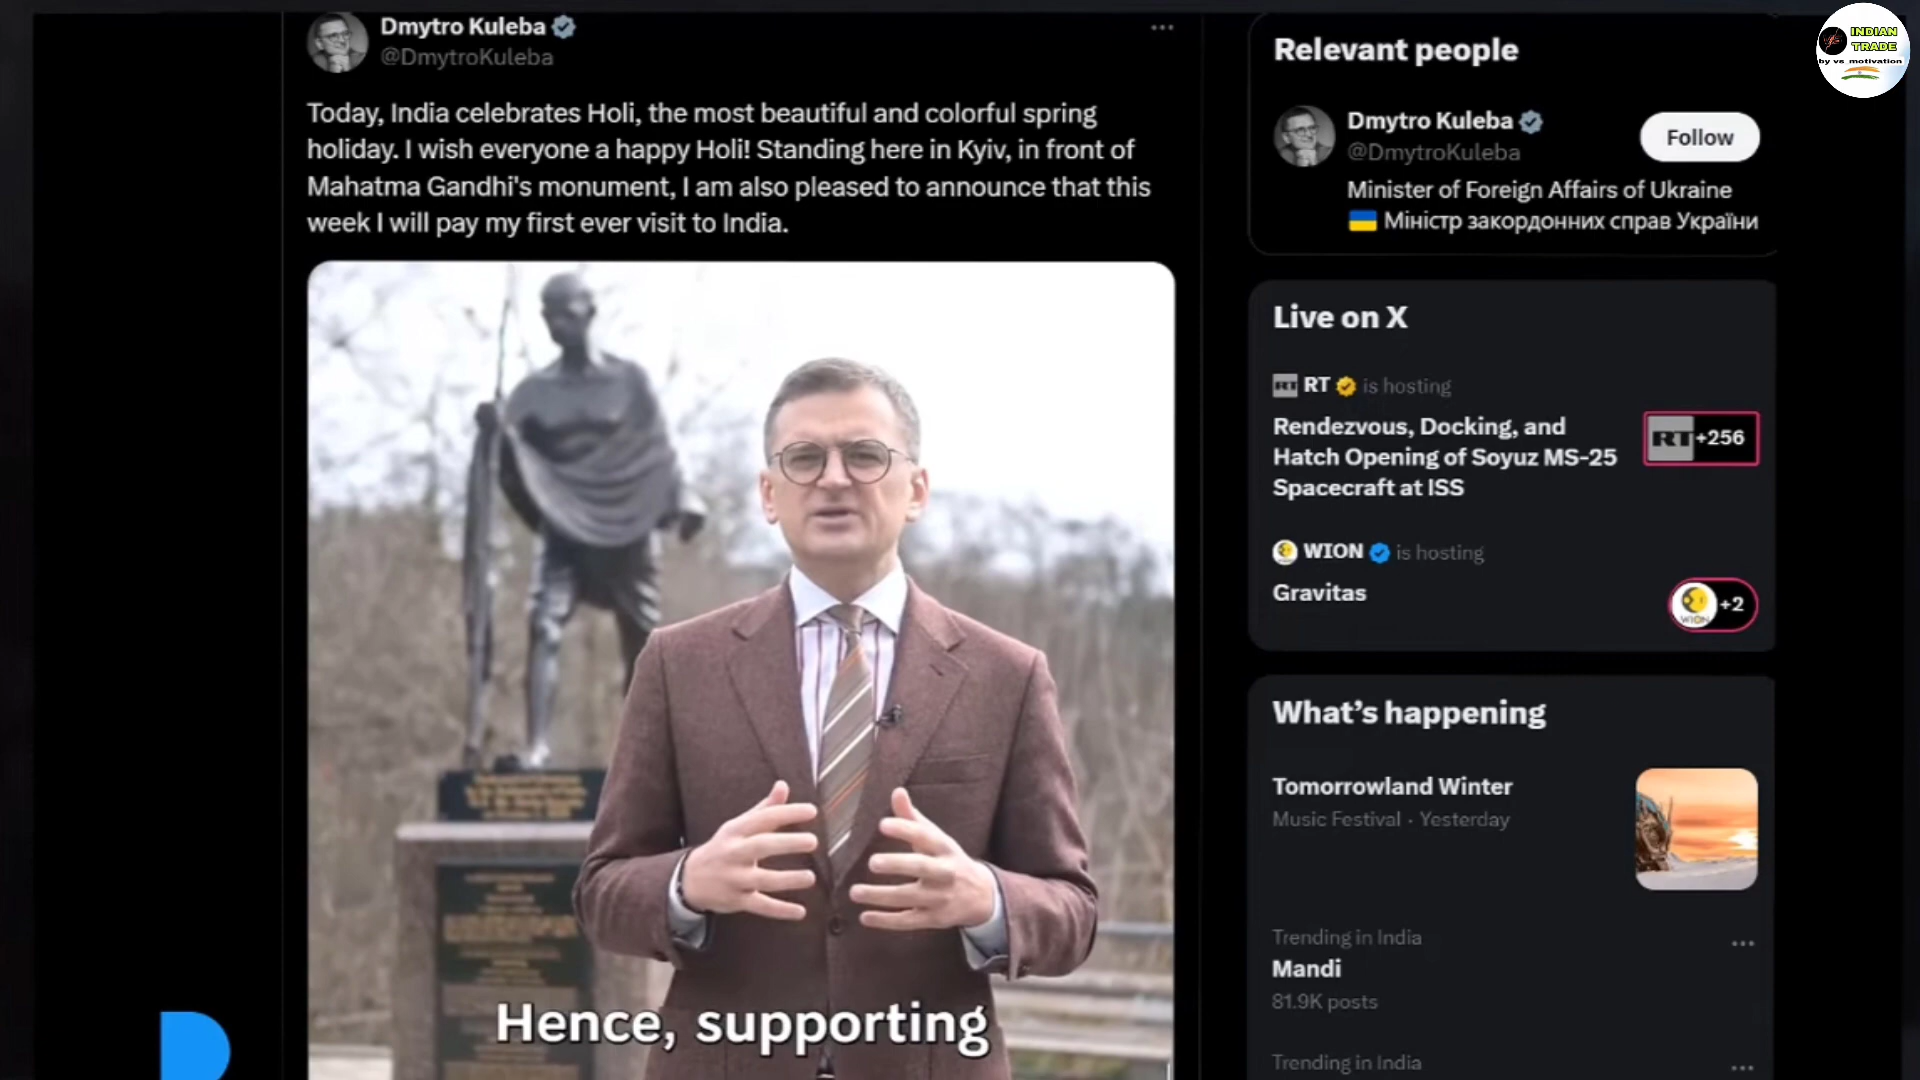 Dmytro Kuleba
@DmytroKuleba
Today, India celebrates Holi, the most beautiful and colorful spring
holiday. I wish everyone a happy Holi! Standing here in Kyiv, in front of
Mahatma Gandhi's monument, I am also pleased to announce that this
week I will pay my first ever visit to India.
Hence, supporting
Relevant people
Dmytro Kuleba
@DmytroKuleba
Follow
Minister of Foreign Affairs of Ukraine
Міністр закордонних справ України
Live on X
RT RT is hosting
Rendezvous, Docking, and
Hatch Opening of Soyuz MS-25
Spacecraft at ISS
RT +256
WION is hosting
Gravitas
WION +2
What's happening
Tomorrowland Winter
Music Festival · Yesterday
Trending in India
Mandi
81.9K posts
Trending in India
INDIAN
TRADE
by vs motivation